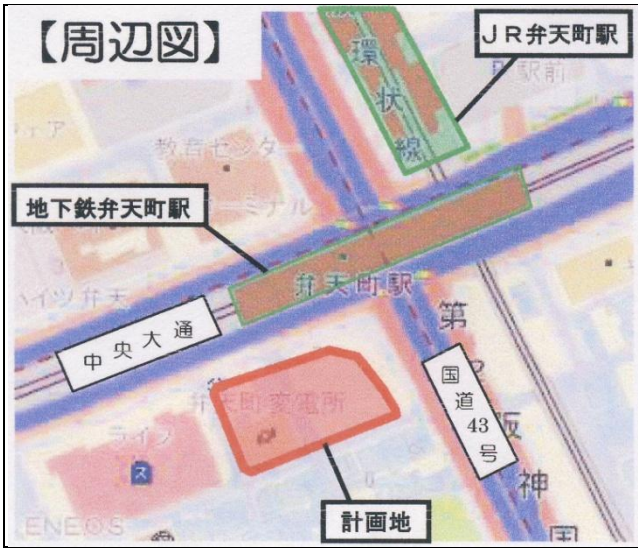 【周辺図】
JR弁天町駅
環状線
駅前
教育センター
地下鉄弁天町駅
ターミナル
弁天町駅
ハイツ弁天
中央大通
第
国道43号
阪神
弁天町変電所
ライフ
ス
計画地
ENEOS